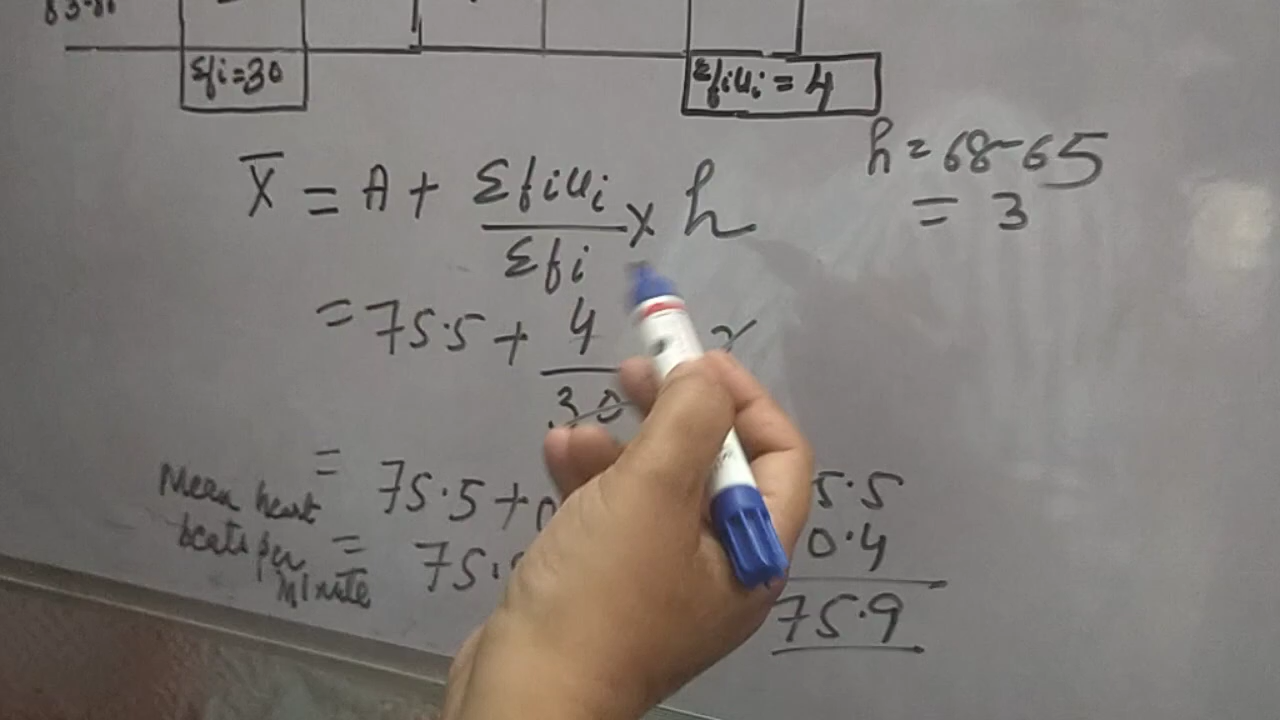 Σfi=30
Σfiui = 4
h = 68-65
= 3
X̅ = A + Σfiui/Σfi × h
= 75.5 + 4/30
= 75.5 + 0
Mean heart
beats per
minute
= 75.
5.5
0.4
75.9